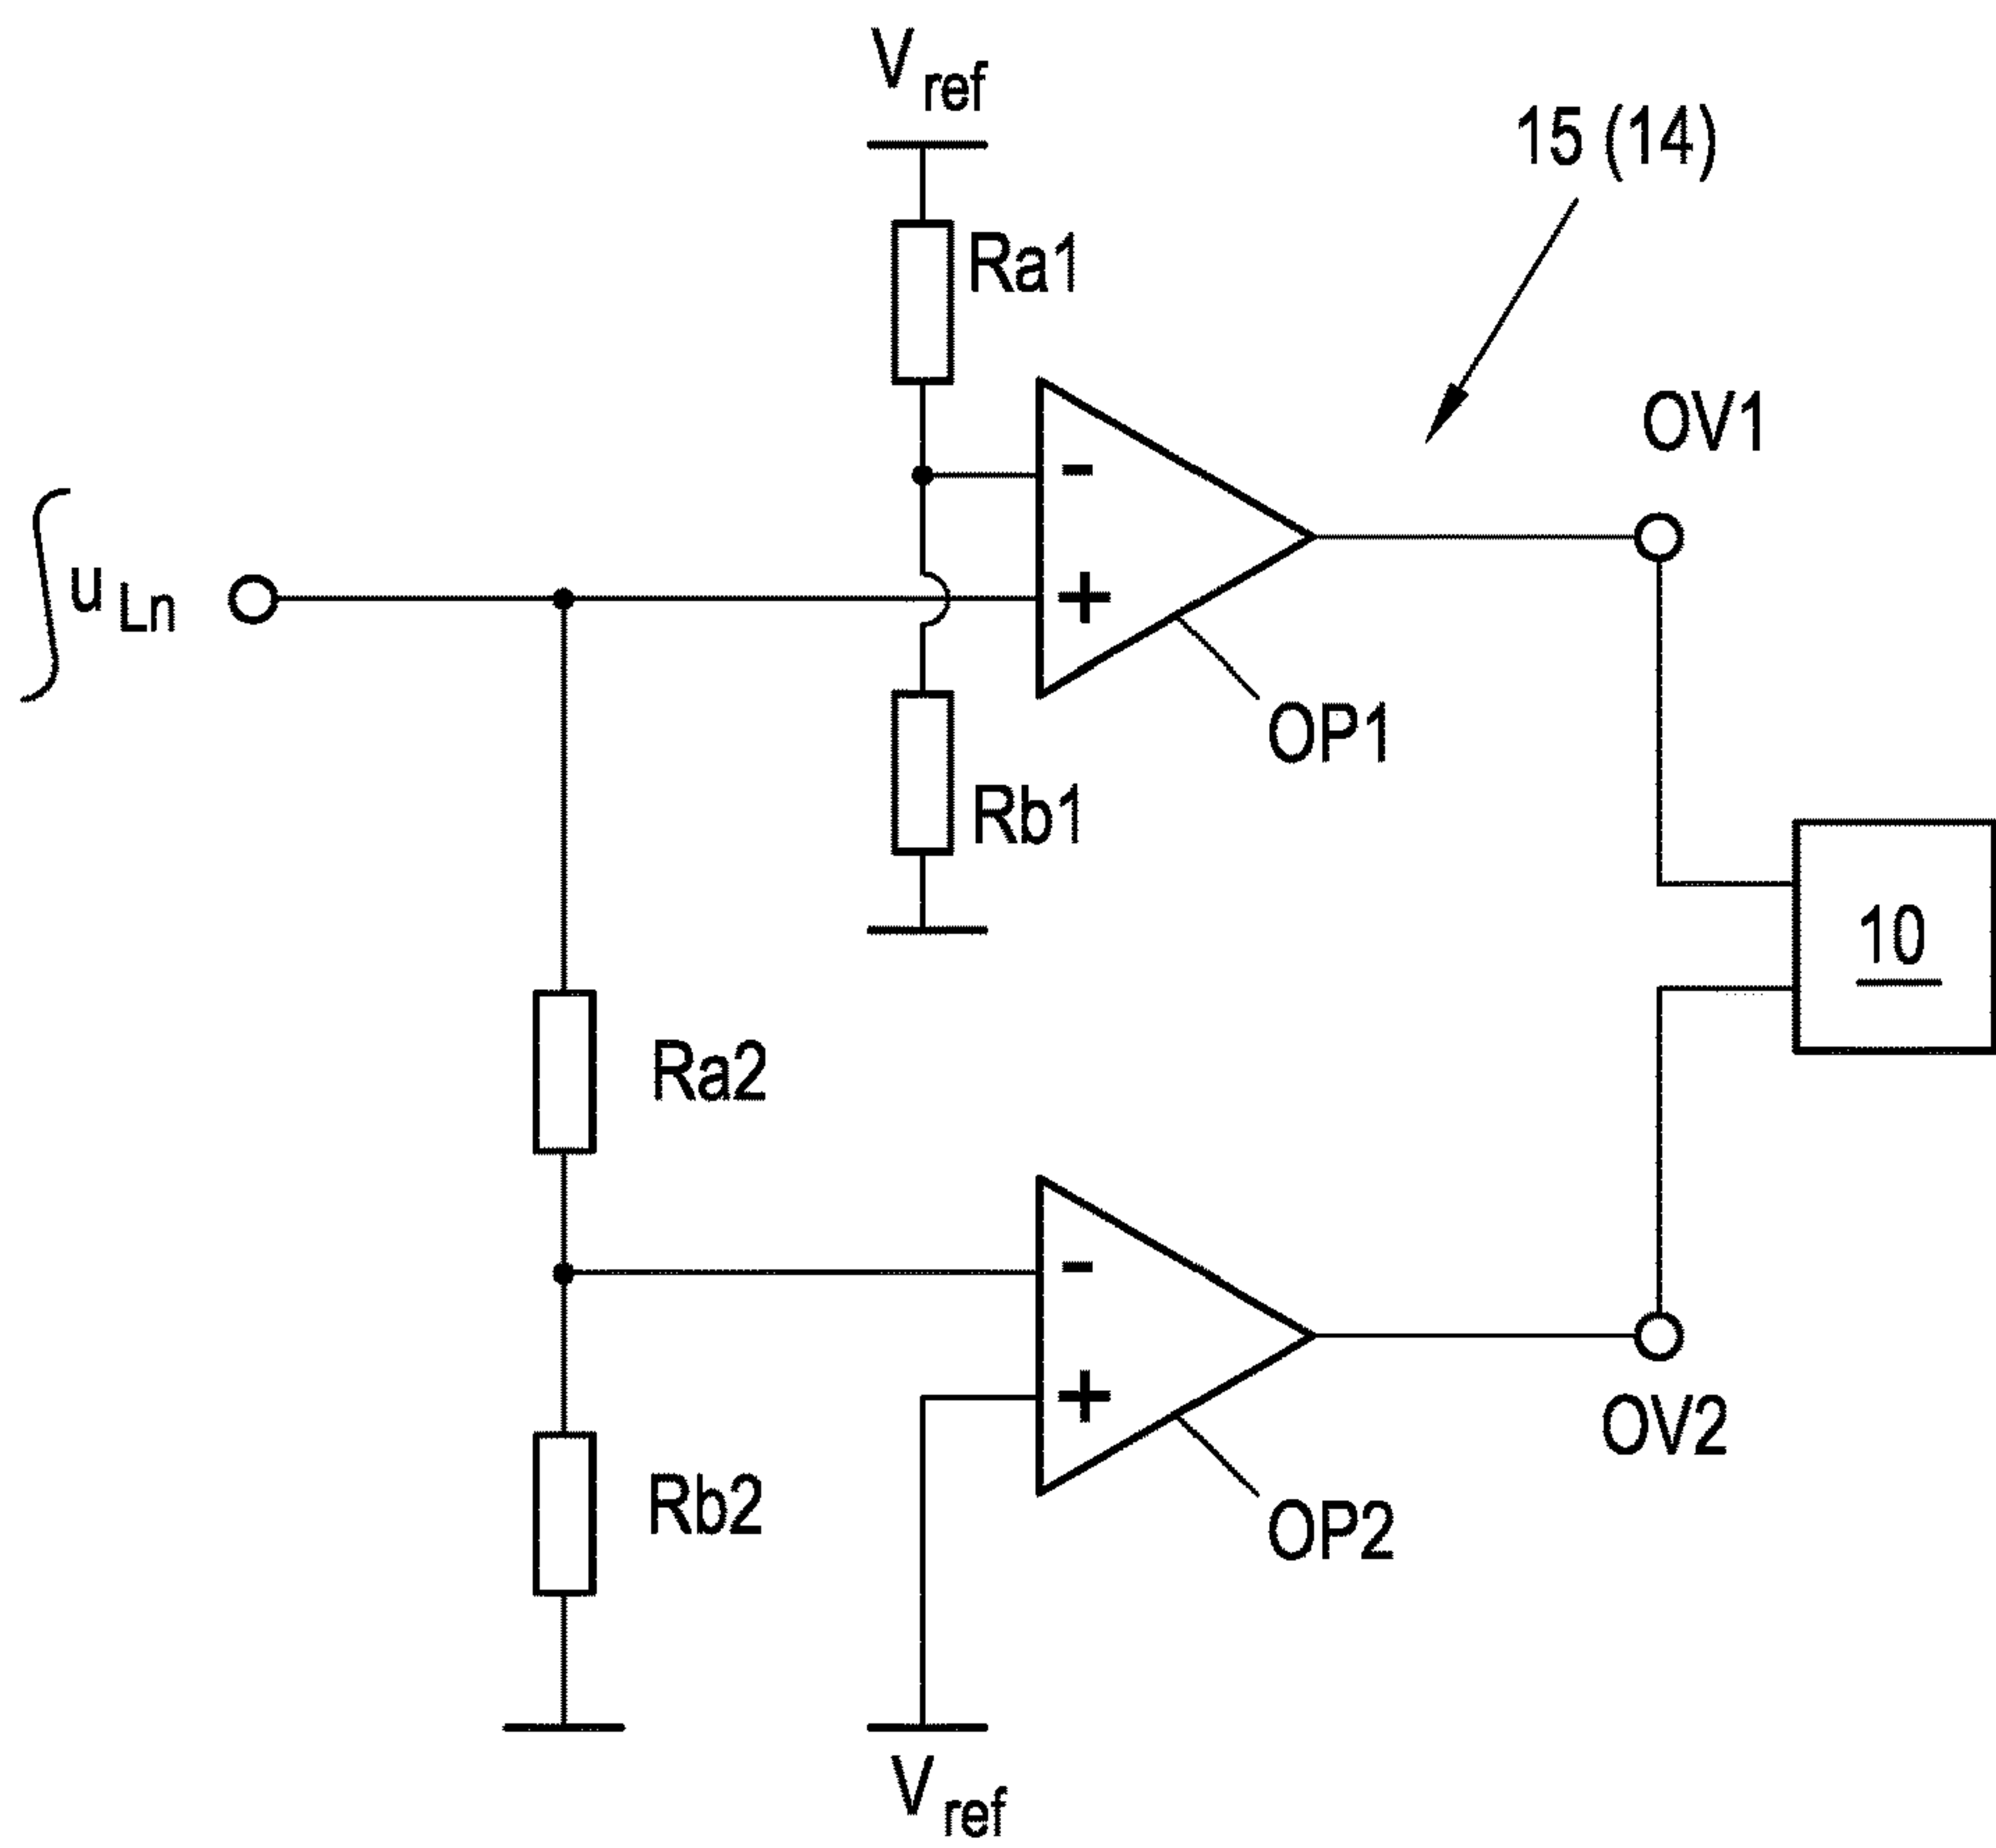 Vref
15 (14)
Ra1
OV1
-
∫uLn
+
OP1
Rb1
10
Ra2
-
+
OV2
Rb2
OP2
Vref